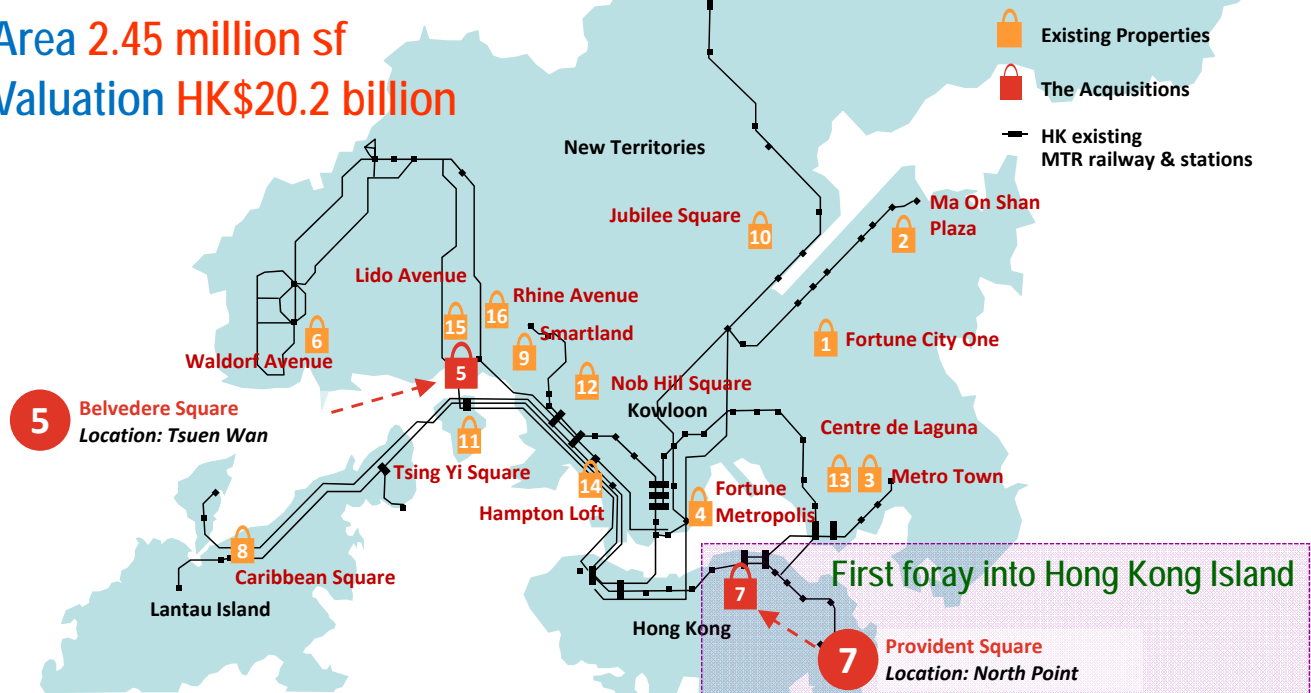 Area 2.45 million sf
Valuation HK$20.2 billion
Existing Properties
The Acquisitions
HK existing
MTR railway & stations
New Territories
Jubilee Square
10
Ma On Shan
Plaza
2
Lido Avenue
15
Rhine Avenue
16
Smartland
9
6
Waldorf Avenue
1
Fortune City One
5
12
Nob Hill Square
Kowloon
5
Belvedere Square
Location: Tsuen Wan
11
Tsing Yi Square
Centre de Laguna
13
3
Metro Town
14
Hampton Loft
4
Fortune
Metropolis
8
Caribbean Square
Lantau Island
First foray into Hong Kong Island
7
Hong Kong
7
Provident Square
Location: North Point